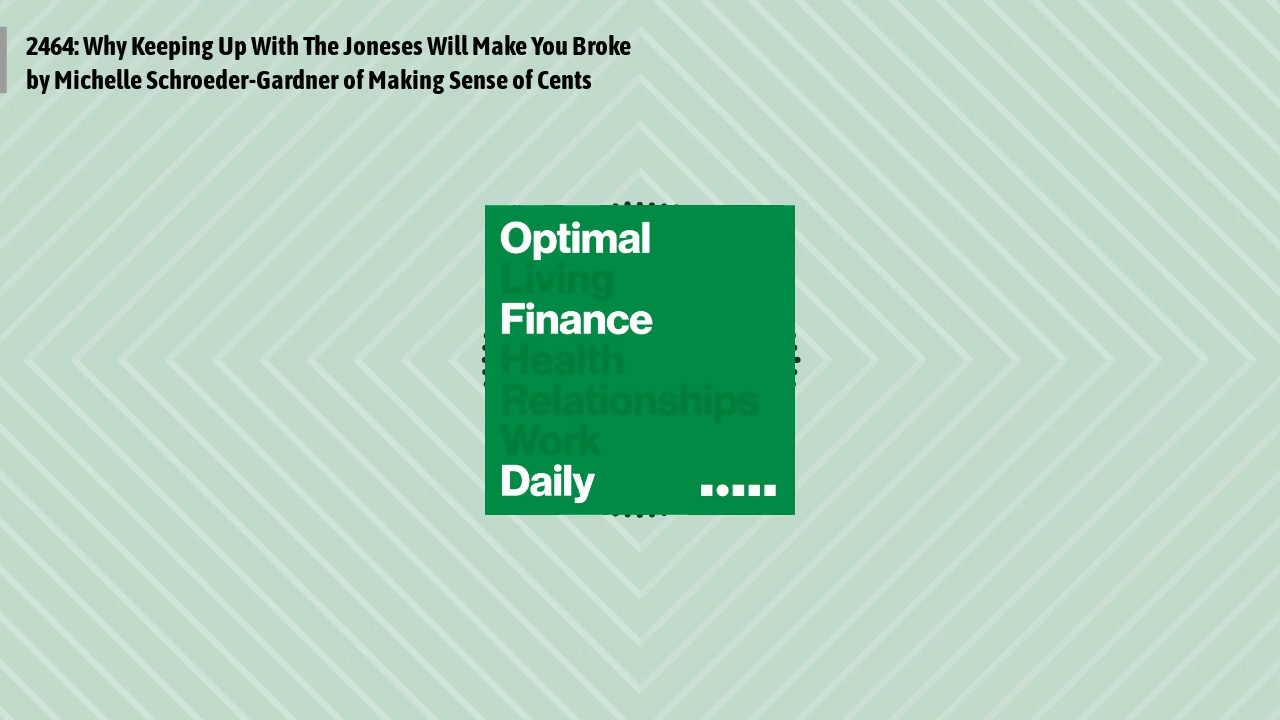 2464: Why Keeping Up With The Joneses Will Make You Broke
by Michelle Schroeder-Gardner of Making Sense of Cents
Optimal
Living
Finance
Health
Relationships
Work
Daily